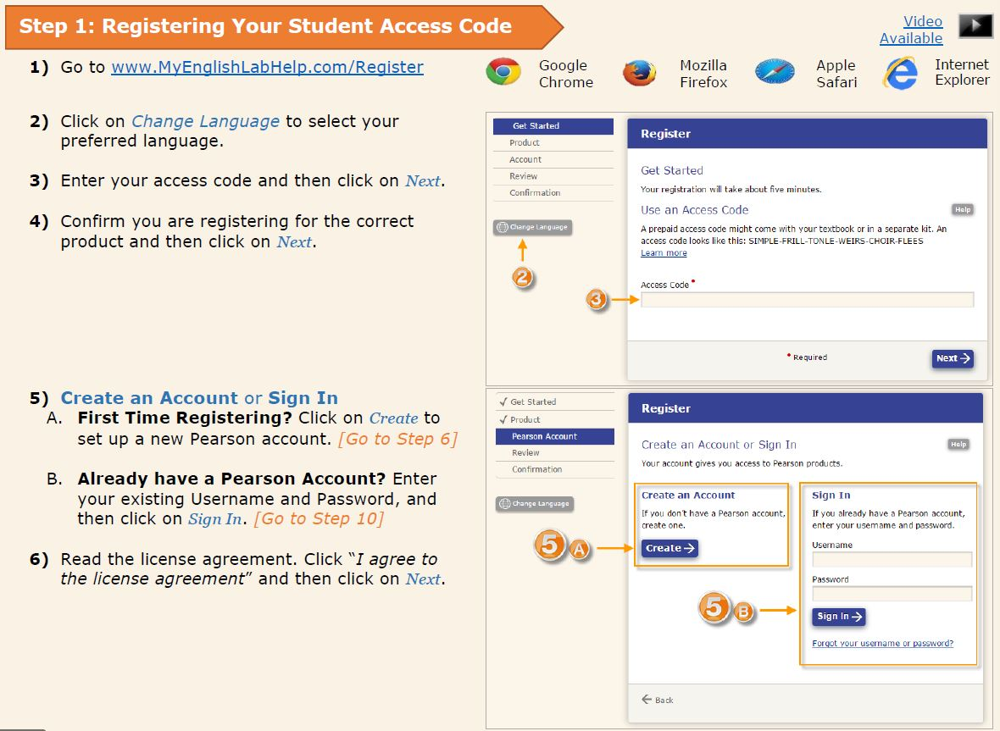 Step 1: Registering Your Student Access Code
Video
Available
1) Go to www.MyEnglishLabHelp.com/Register
Google
Chrome
Mozilla
Firefox
Apple
Safari
Internet
Explorer
2) Click on Change Language to select your
preferred language.
3) Enter your access code and then click on Next.
4) Confirm you are registering for the correct
product and then click on Next.
Get Started
Product
Account
Review
Confirmation
Change Language
2
3
Register
Get Started
Your registration will take about five minutes.
Use an Access Code
Help
A prepaid access code might come with your textbook or in a separate kit. An
access code looks like this: SIMPLE-FRILL-TONLE-WEIRS-CHOIR-FLEES
Learn more
Access Code *
* Required
Next →
5) Create an Account or Sign In
A. First Time Registering? Click on Create to
set up a new Pearson account. [Go to Step 6]
B. Already have a Pearson Account? Enter
your existing Username and Password, and
then click on Sign In. [Go to Step 10]
6) Read the license agreement. Click “I agree to
the license agreement” and then click on Next.
✓ Get Started
✓ Product
Pearson Account
Review
Confirmation
Change Language
5 A
5 B
Register
Create an Account or Sign In
Help
Your account gives you access to Pearson products.
Create an Account
If you don't have a Pearson account,
create one.
Create →
Sign In
If you already have a Pearson account,
enter your username and password.
Username
Password
Sign In →
Forgot your username or password?
← Back